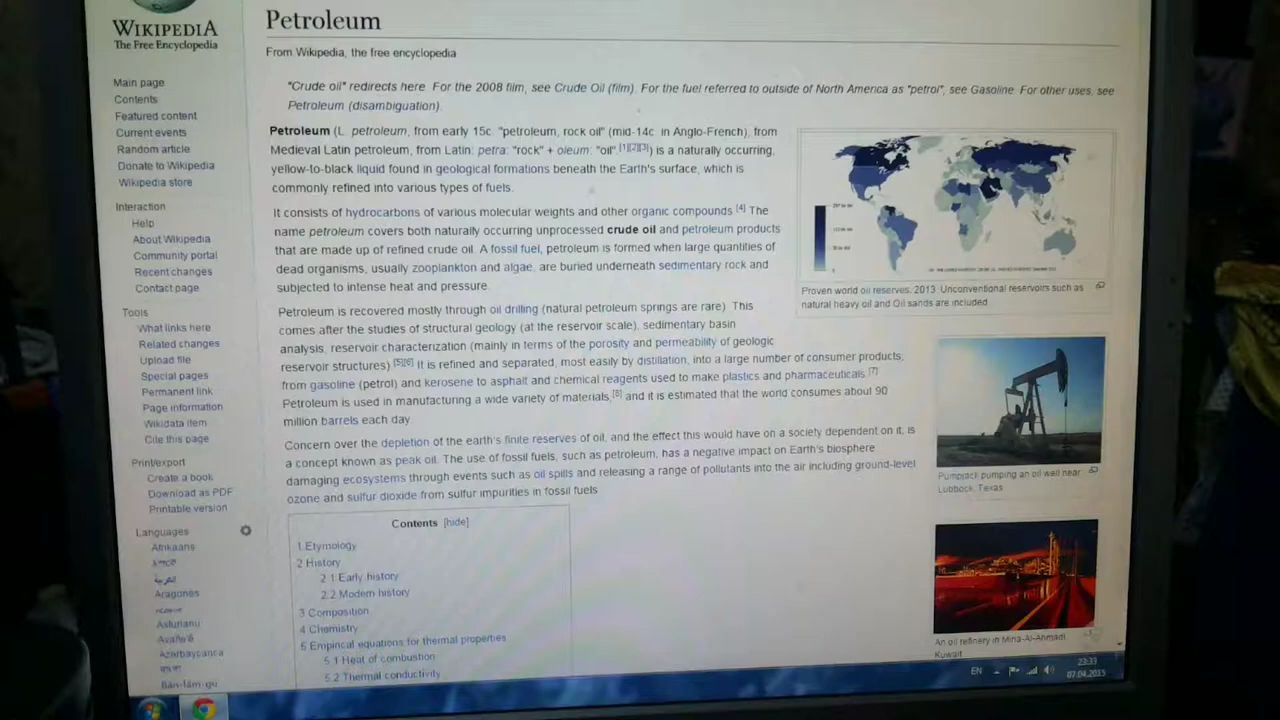 WIKIPEDIA
The Free Encyclopedia
Main page
Contents
Featured content
Current events
Random article
Donate to Wikipedia
Wikipedia store
Interaction
Help
About Wikipedia
Community portal
Recent changes
Contact page
Tools
What links here
Related changes
Upload file
Special pages
Permanent link
Page information
Wikidata item
Cite this page
Print/export
Create a book
Download as PDF
Printable version
Languages
Afrikaans
አማርኛ
العربية
Aragonés
Asturianu
Avañe'ẽ
Azərbaycanca
বাংলা
Bân-lâm-gú
Petroleum
From Wikipedia, the free encyclopedia
"Crude oil" redirects here. For the 2008 film, see Crude Oil (film). For the fuel referred to outside of North America as "petrol", see Gasoline. For other uses, see
Petroleum (disambiguation).
Petroleum (L. petroleum, from early 15c. "petroleum, rock oil" (mid-14c. in Anglo-French), from
Medieval Latin petroleum, from Latin: petra: "rock" + oleum: "oil".[1][2][3]) is a naturally occurring,
yellow-to-black liquid found in geological formations beneath the Earth's surface, which is
commonly refined into various types of fuels.
It consists of hydrocarbons of various molecular weights and other organic compounds.[4] The
name petroleum covers both naturally occurring unprocessed crude oil and petroleum products
that are made up of refined crude oil. A fossil fuel, petroleum is formed when large quantities of
dead organisms, usually zooplankton and algae, are buried underneath sedimentary rock and
subjected to intense heat and pressure.
Petroleum is recovered mostly through oil drilling (natural petroleum springs are rare). This
comes after the studies of structural geology (at the reservoir scale), sedimentary basin
analysis, reservoir characterization (mainly in terms of the porosity and permeability of geologic
reservoir structures).[5][6] It is refined and separated, most easily by distillation, into a large number of consumer products,
from gasoline (petrol) and kerosene to asphalt and chemical reagents used to make plastics and pharmaceuticals.[7]
Petroleum is used in manufacturing a wide variety of materials,[8] and it is estimated that the world consumes about 90
million barrels each day.
Concern over the depletion of the earth's finite reserves of oil, and the effect this would have on a society dependent on it, is
a concept known as peak oil. The use of fossil fuels, such as petroleum, has a negative impact on Earth's biosphere
damaging ecosystems through events such as oil spills and releasing a range of pollutants into the air including ground-level
ozone and sulfur dioxide from sulfur impurities in fossil fuels
Contents [hide]
1 Etymology
2 History
2.1 Early history
2.2 Modern history
3 Composition
4 Chemistry
5 Empirical equations for thermal properties
5.1 Heat of combustion
5.2 Thermal conductivity
Proven world oil reserves, 2013. Unconventional reservoirs such as
natural heavy oil and Oil sands are included
Pumpjack pumping an oil well near
Lubbock, Texas
An oil refinery in Mina-Al-Ahmadi
Kuwait
EN
23:33
07.04.2015